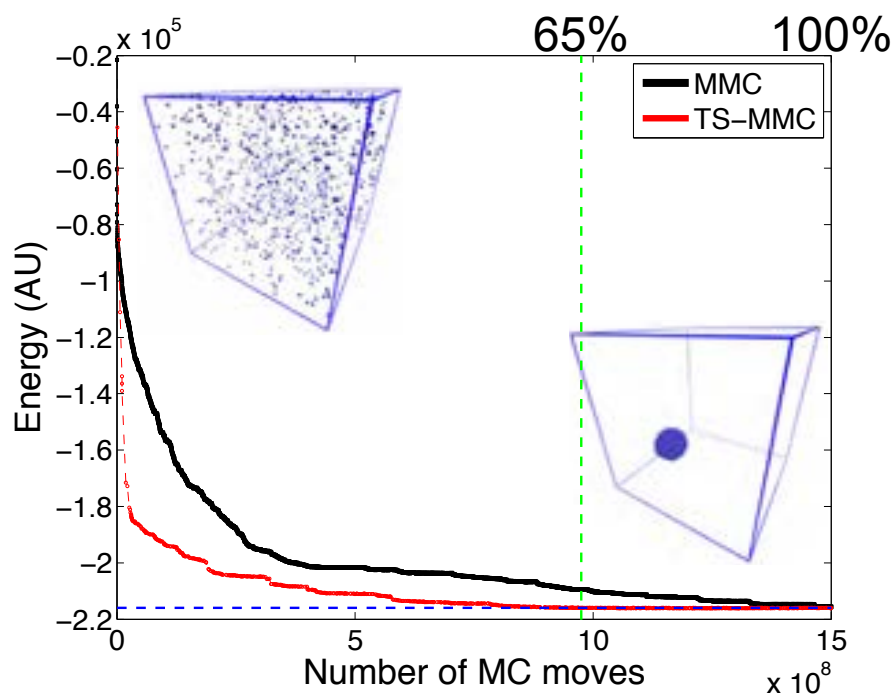 65% 100%
x 10^5
−0.2
−0.4
−0.6
−0.8
−1
−1.2
−1.4
−1.6
−1.8
−2
−2.2
Energy (AU)
MMC
TS−MMC
0 5 10 15
Number of MC moves
x 10^8